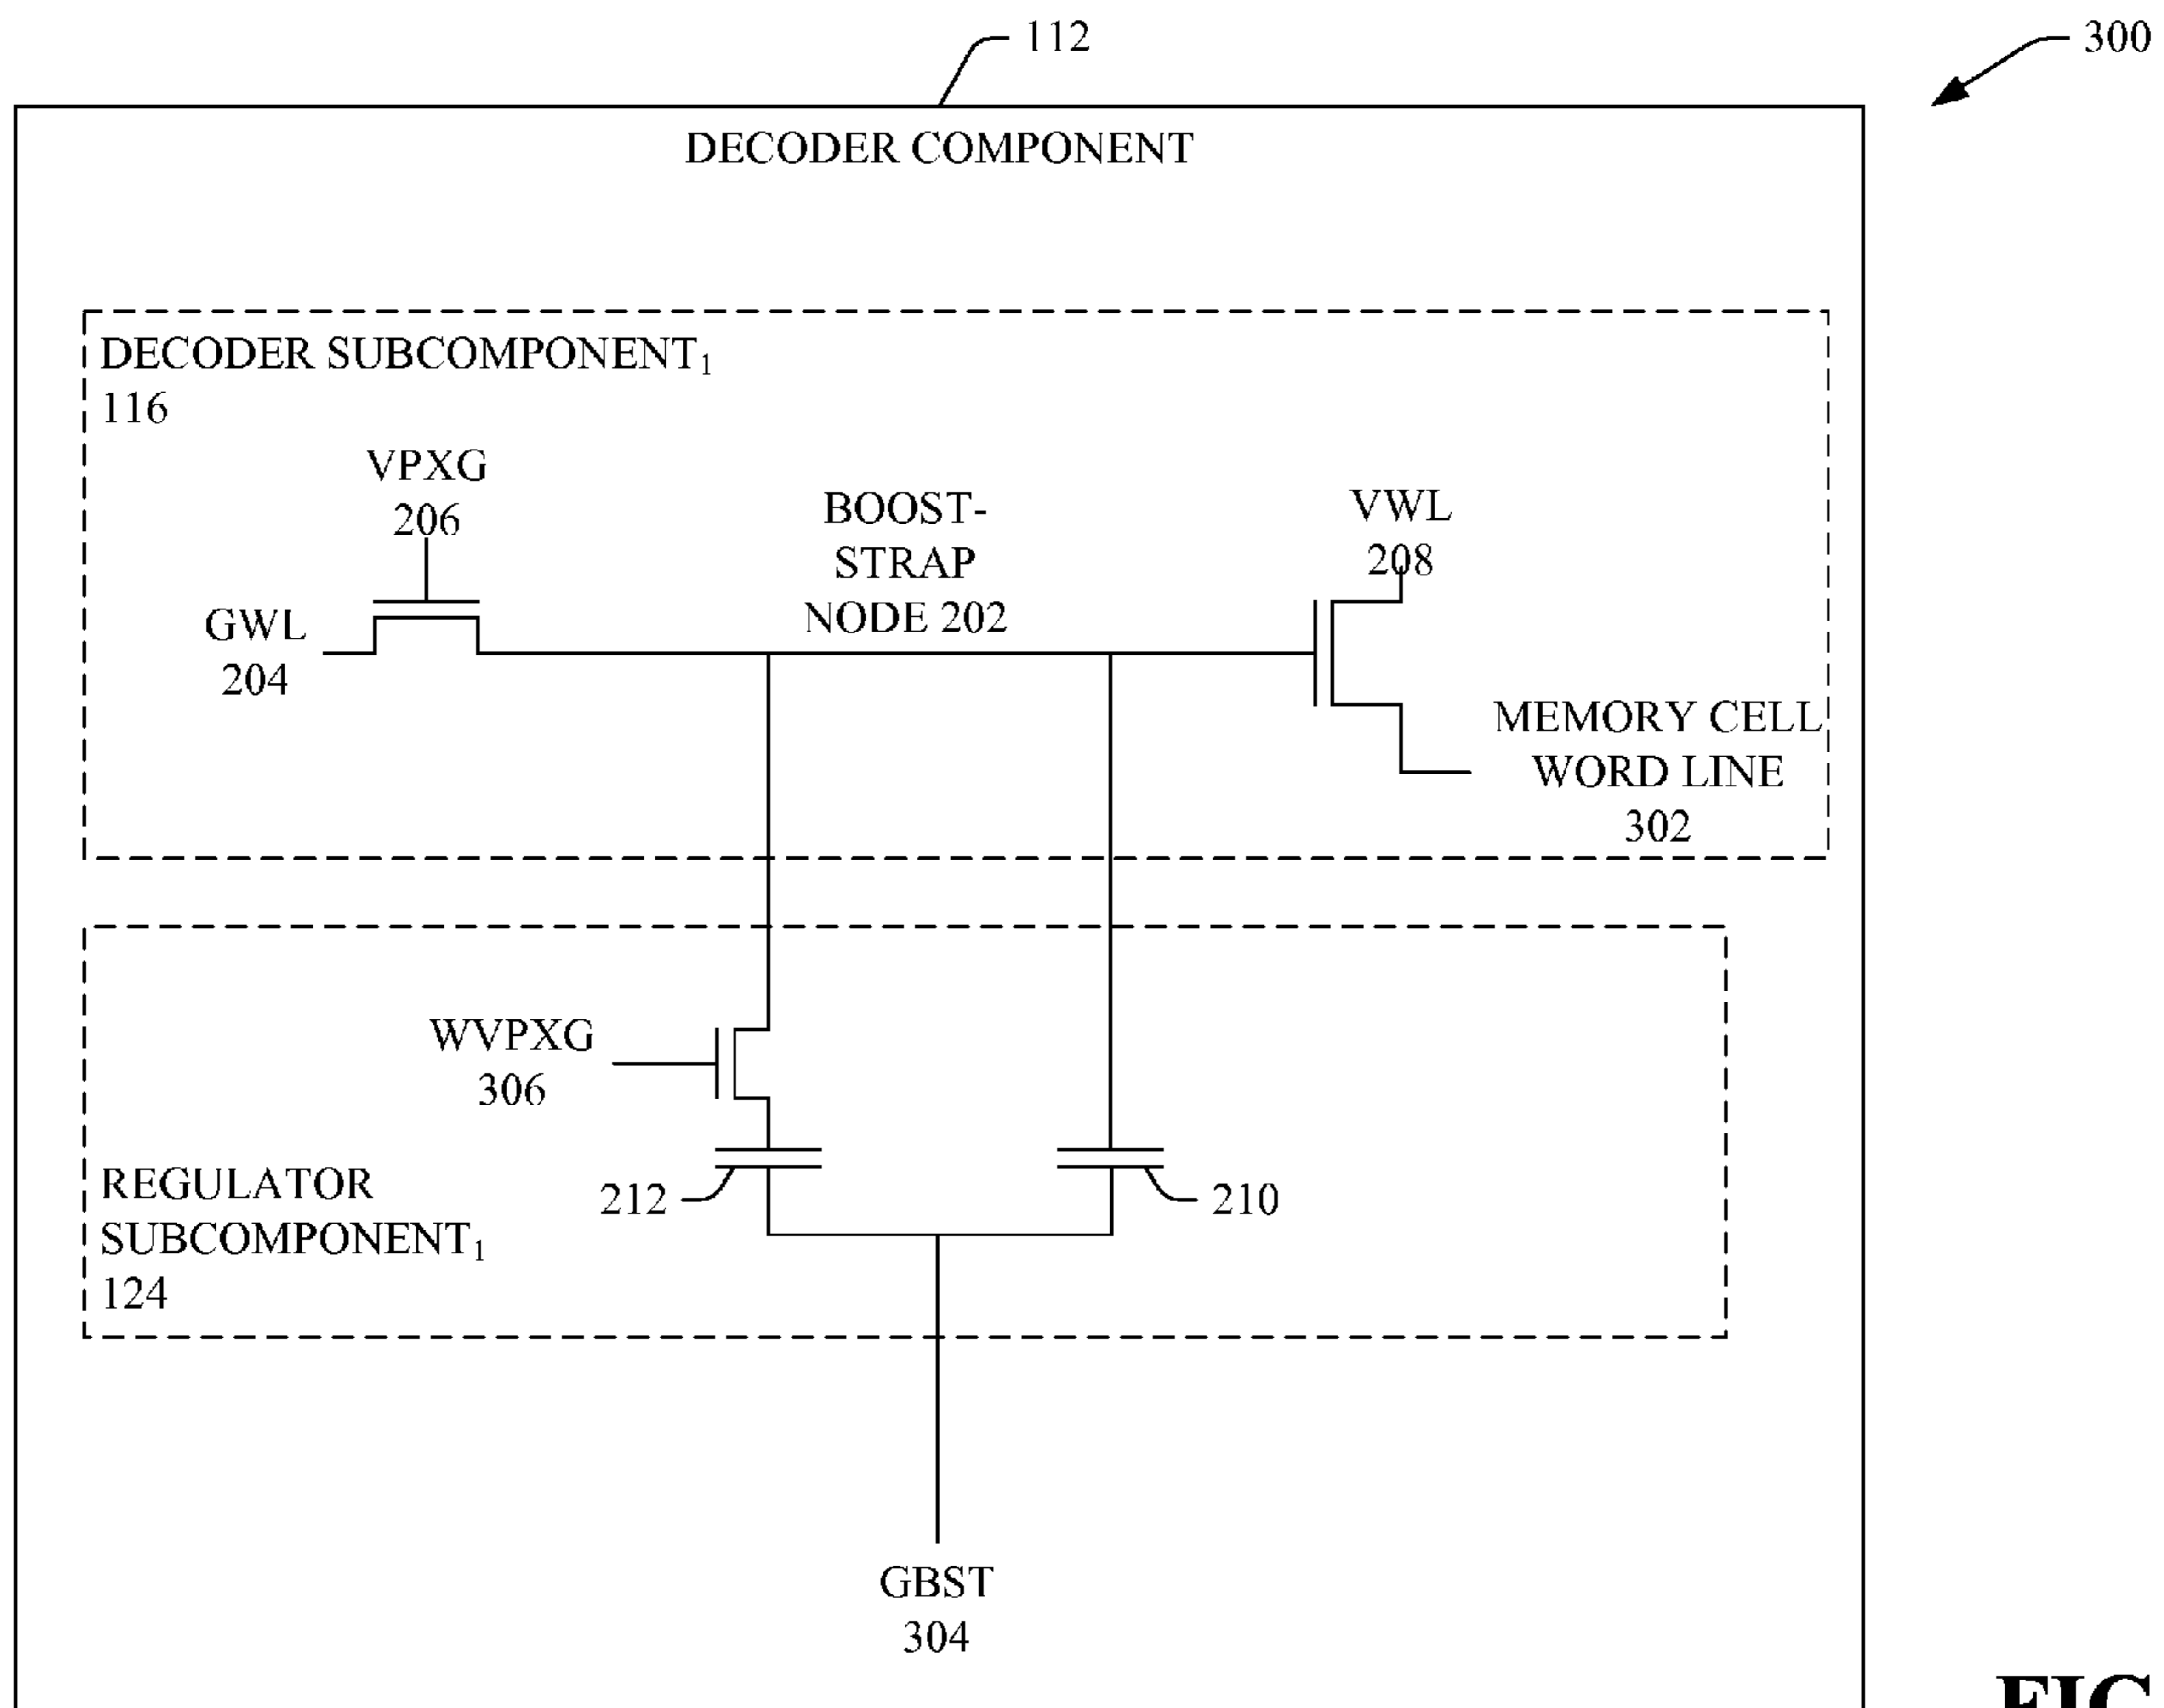 112
300
DECODER COMPONENT
DECODER SUBCOMPONENT₁
116
VPXG
206
GWL
204
BOOST-
STRAP
NODE 202
VWL
208
MEMORY CELL
WORD LINE
302
WVPXG
306
212
210
REGULATOR
SUBCOMPONENT₁
124
GBST
304